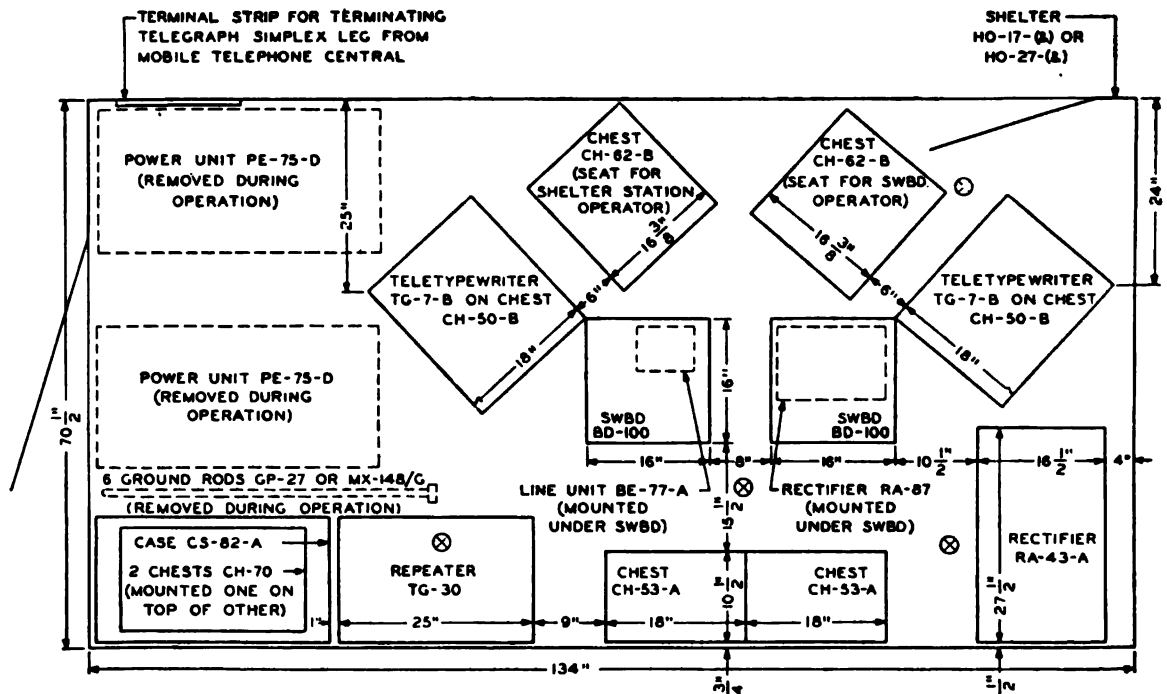 TERMINAL STRIP FOR TERMINATING
TELEGRAPH SIMPLEX LEG FROM
MOBILE TELEPHONE CENTRAL
SHELTER
HO-17-(&) OR
HO-27-(&)
POWER UNIT PE-75-D
(REMOVED DURING
OPERATION)
25"
CHEST
CH-62-B
(SEAT FOR
SHELTER STATION
OPERATOR)
16 3/8"
CHEST
CH-62-B
(SEAT FOR SWBD.
OPERATOR)
16 3/8"
24"
TELETYPEWRITER
TG-7-B ON CHEST
CH-50-B
18"
6"
6"
TELETYPEWRITER
TG-7-B ON CHEST
CH-50-B
18"
POWER UNIT PE-75-D
(REMOVED DURING
OPERATION)
70 1/2"
16"
SWBD
BD-100
SWBD
BD-100
16"
8"
16"
10 1/2"
16 1/2"
4"
6 GROUND RODS GP-27 OR MX-148/G
(REMOVED DURING OPERATION)
LINE UNIT BE-77-A
(MOUNTED
UNDER SWBD)
15 1/2"
RECTIFIER RA-87
(MOUNTED
UNDER SWBD)
CASE CS-82-A
2 CHESTS CH-70
(MOUNTED ONE ON
TOP OF OTHER)
1"
REPEATER
TG-30
25"
9"
CHEST
CH-53-A
18"
10 1/2"
CHEST
CH-53-A
18"
RECTIFIER
RA-43-A
27 1/2"
134"
3/4"
1/2"